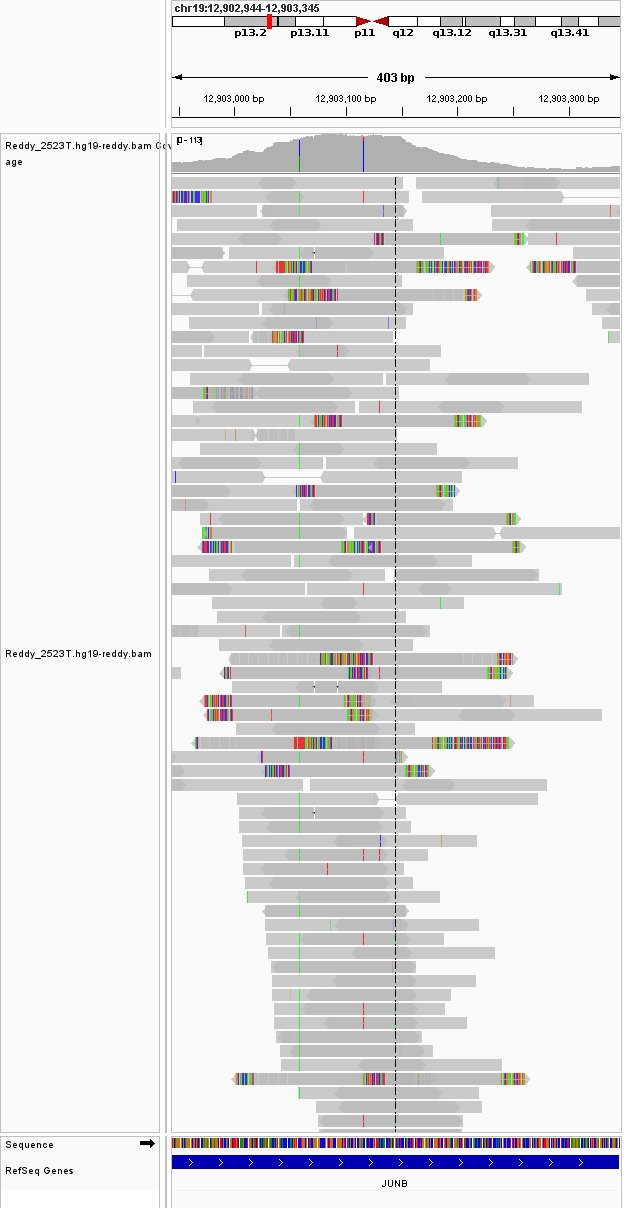 chr19:12,902,944-12,903,345
p13.2 p13.11 p11 q12 q13.12 q13.31 q13.41
403 bp
12,903,000 bp 12,903,100 bp 12,903,200 bp 12,903,300 bp
[0 - 113]
Reddy_2523T.hg19-reddy.bam Cov
age
Reddy_2523T.hg19-reddy.bam
Sequence
RefSeq Genes
JUNB